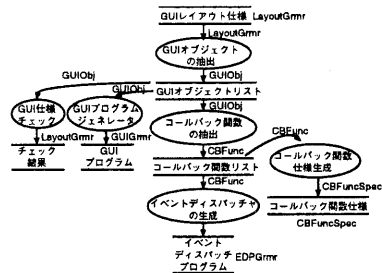 GUIレイアウト仕様 LayoutGrmr
LayoutGrmr
GUIオブジェクト
の抽出
GUIObj
GUIObj
GUIObj
GUIオブジェクトリスト
GUI仕様
チェック
GUIプログラム
ジェネレータ
GUIObj
コールバック関数
の抽出
CBFunc
LayoutGrmr
GUIGrmr
チェック
結果
GUI
プログラム
CBFunc
コールバック関数リスト
コールバック関数
仕様生成
CBFunc
CBFuncSpec
イベントディスパッチャ
の生成
コールバック関数仕様
CBFuncSpec
イベント
ディスパッチ
プログラム
EDPGrmr